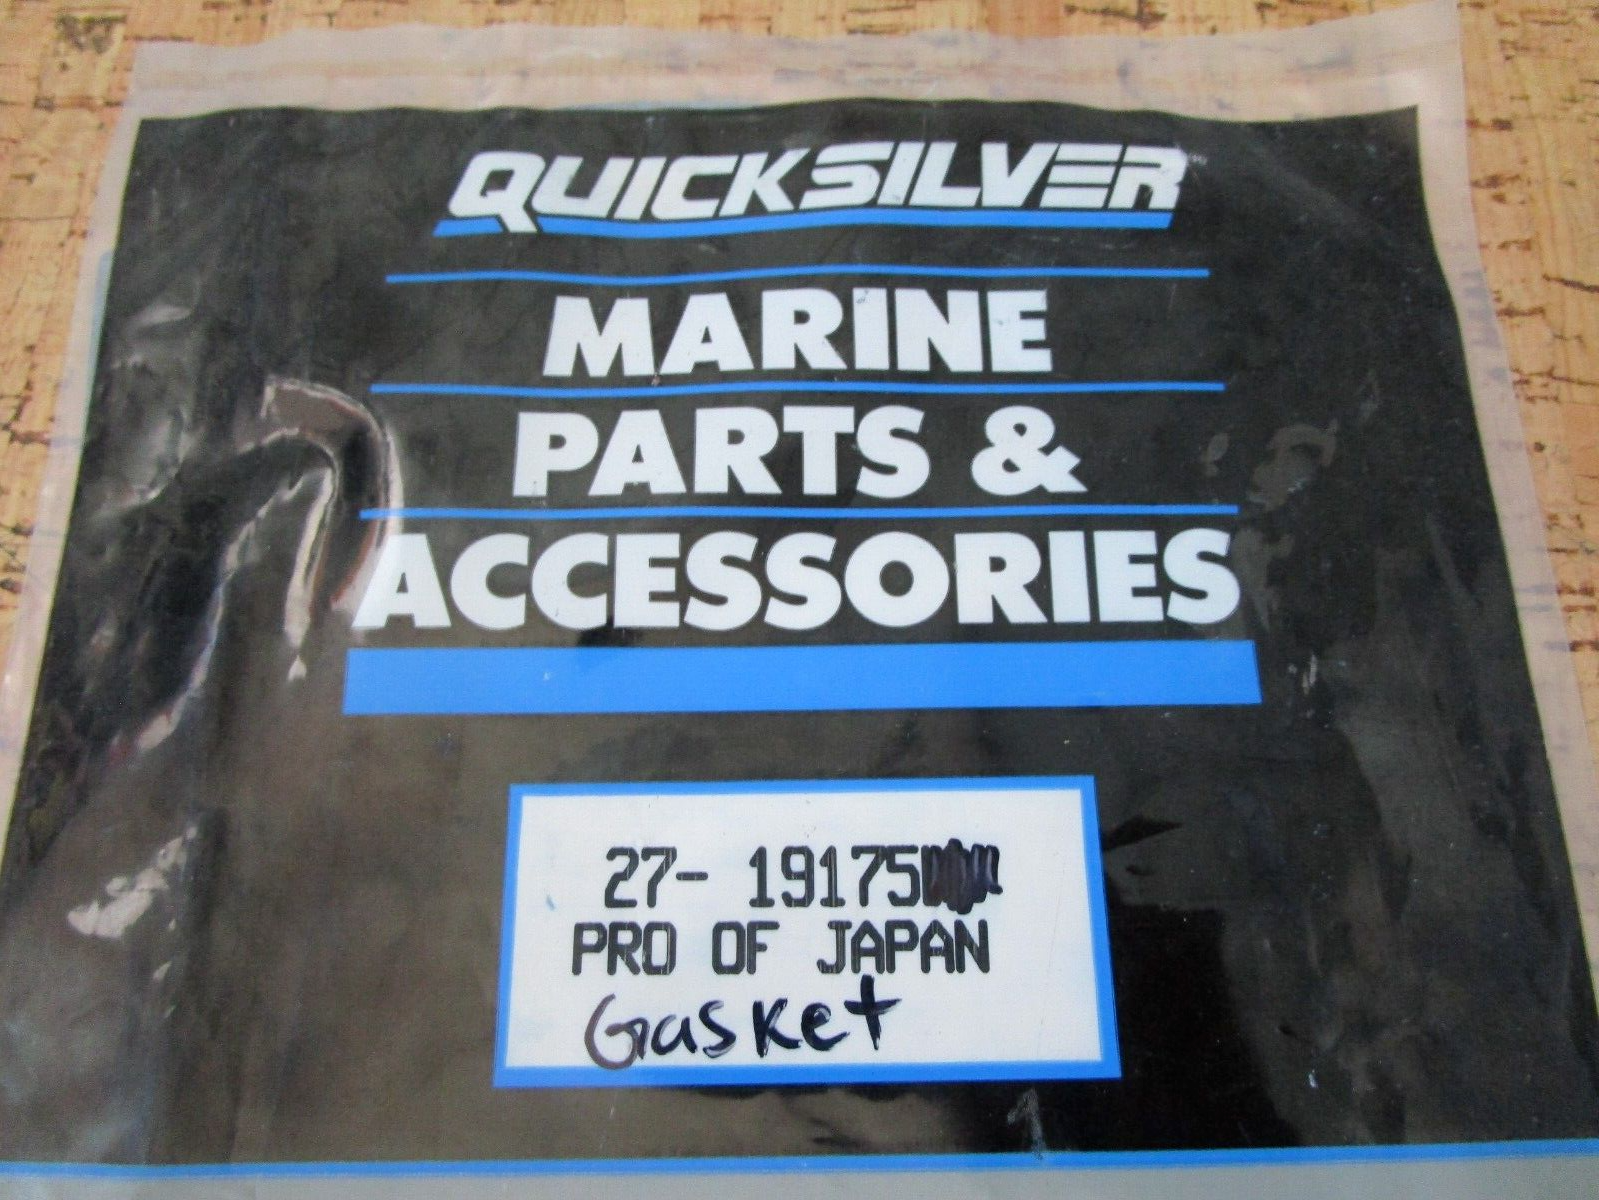 QUICKSILVER
MARINE
PARTS &
ACCESSORIES
27- 19175
PRO OF JAPAN
Gasket